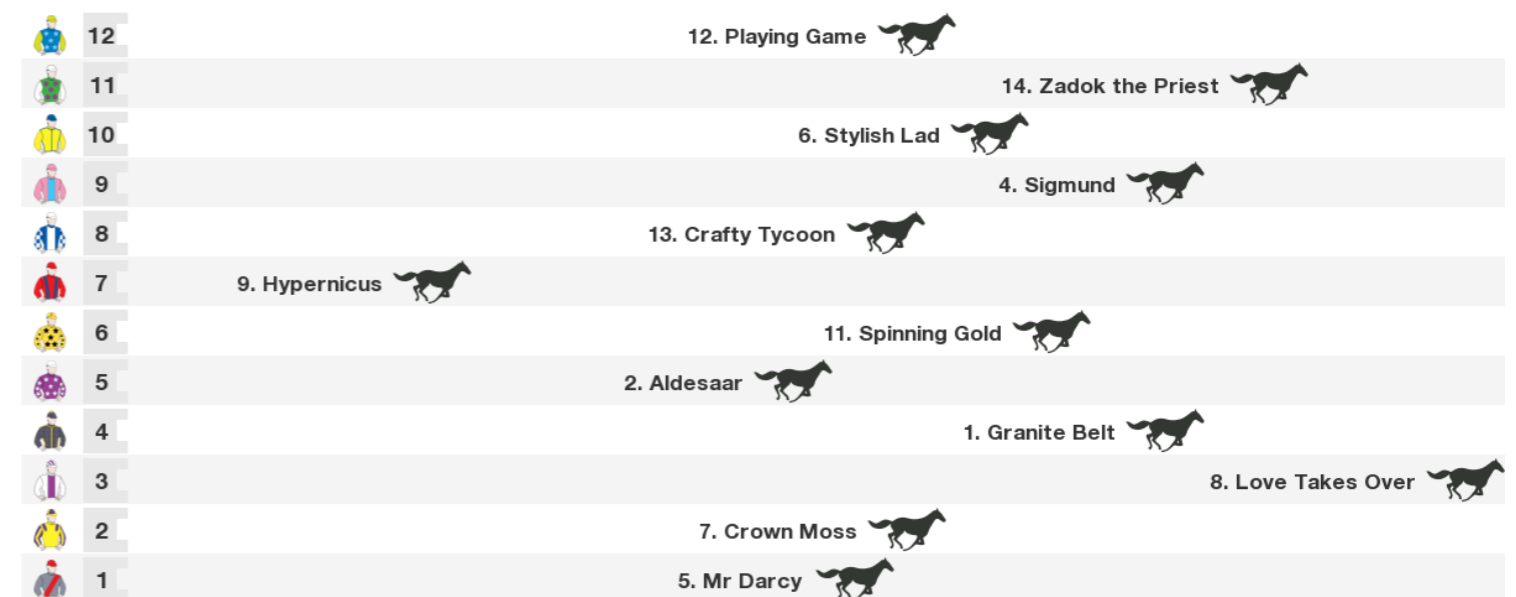 12 12. Playing Game
11 14. Zadok the Priest
10 6. Stylish Lad
9 4. Sigmund
8 13. Crafty Tycoon
7 9. Hypernicus
6 11. Spinning Gold
5 2. Aldesaar
4 1. Granite Belt
3 8. Love Takes Over
2 7. Crown Moss
1 5. Mr Darcy